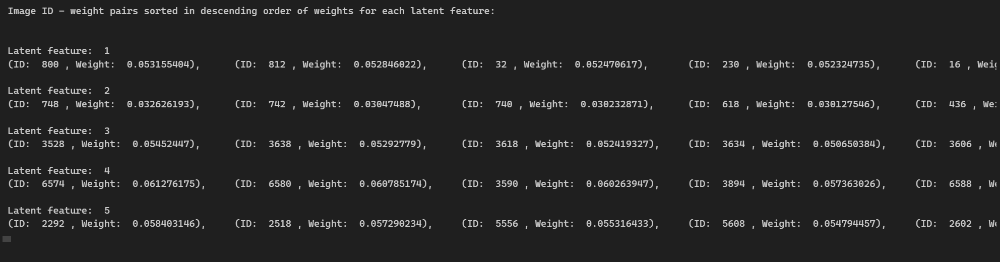 Image ID - weight pairs sorted in descending order of weights for each latent feature:
Latent feature:  1
(ID:  800 , Weight:  0.053155404),      (ID:  812 , Weight:  0.052846022),      (ID:  32 , Weight:  0.052470617),       (ID:  230 , Weight:  0.052324735),      (ID:  16 , Weig
Latent feature:  2
(ID:  748 , Weight:  0.032626193),      (ID:  742 , Weight:  0.03047488),       (ID:  740 , Weight:  0.030232871),      (ID:  618 , Weight:  0.030127546),      (ID:  436 , Wei
Latent feature:  3
(ID:  3528 , Weight:  0.05452447),      (ID:  3638 , Weight:  0.05292779),      (ID:  3618 , Weight:  0.052419327),     (ID:  3634 , Weight:  0.050650384),     (ID:  3606 , We
Latent feature:  4
(ID:  6574 , Weight:  0.061276175),     (ID:  6580 , Weight:  0.060785174),     (ID:  3590 , Weight:  0.060263947),     (ID:  3894 , Weight:  0.057363026),     (ID:  6588 , We
Latent feature:  5
(ID:  2292 , Weight:  0.058403146),     (ID:  2518 , Weight:  0.057290234),     (ID:  5556 , Weight:  0.055316433),     (ID:  5608 , Weight:  0.054794457),     (ID:  2602 , We